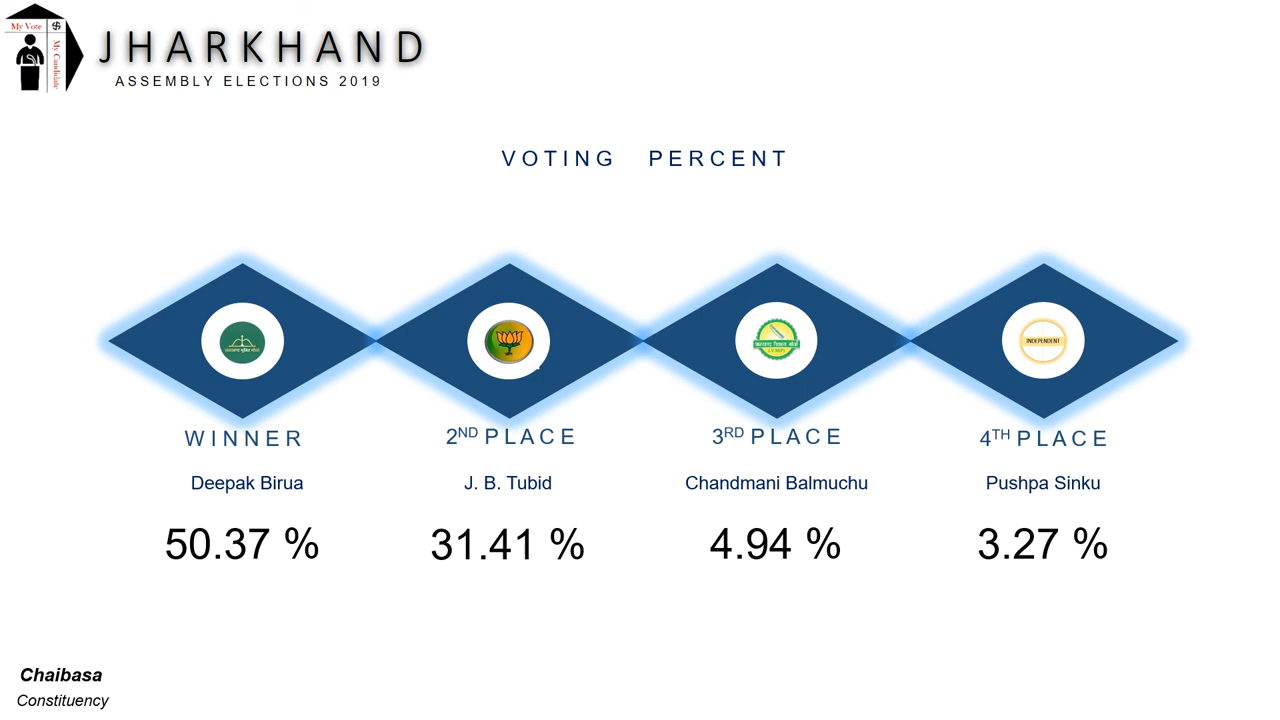 My Vote
My Candidate
JHARKHAND
ASSEMBLY ELECTIONS 2019
VOTING PERCENT
INDEPENDENT
WINNER
2ND PLACE
3RD PLACE
4TH PLACE
Deepak Birua
J. B. Tubid
Chandmani Balmuchu
Pushpa Sinku
50.37 %
31.41 %
4.94 %
3.27 %
Chaibasa
Constituency